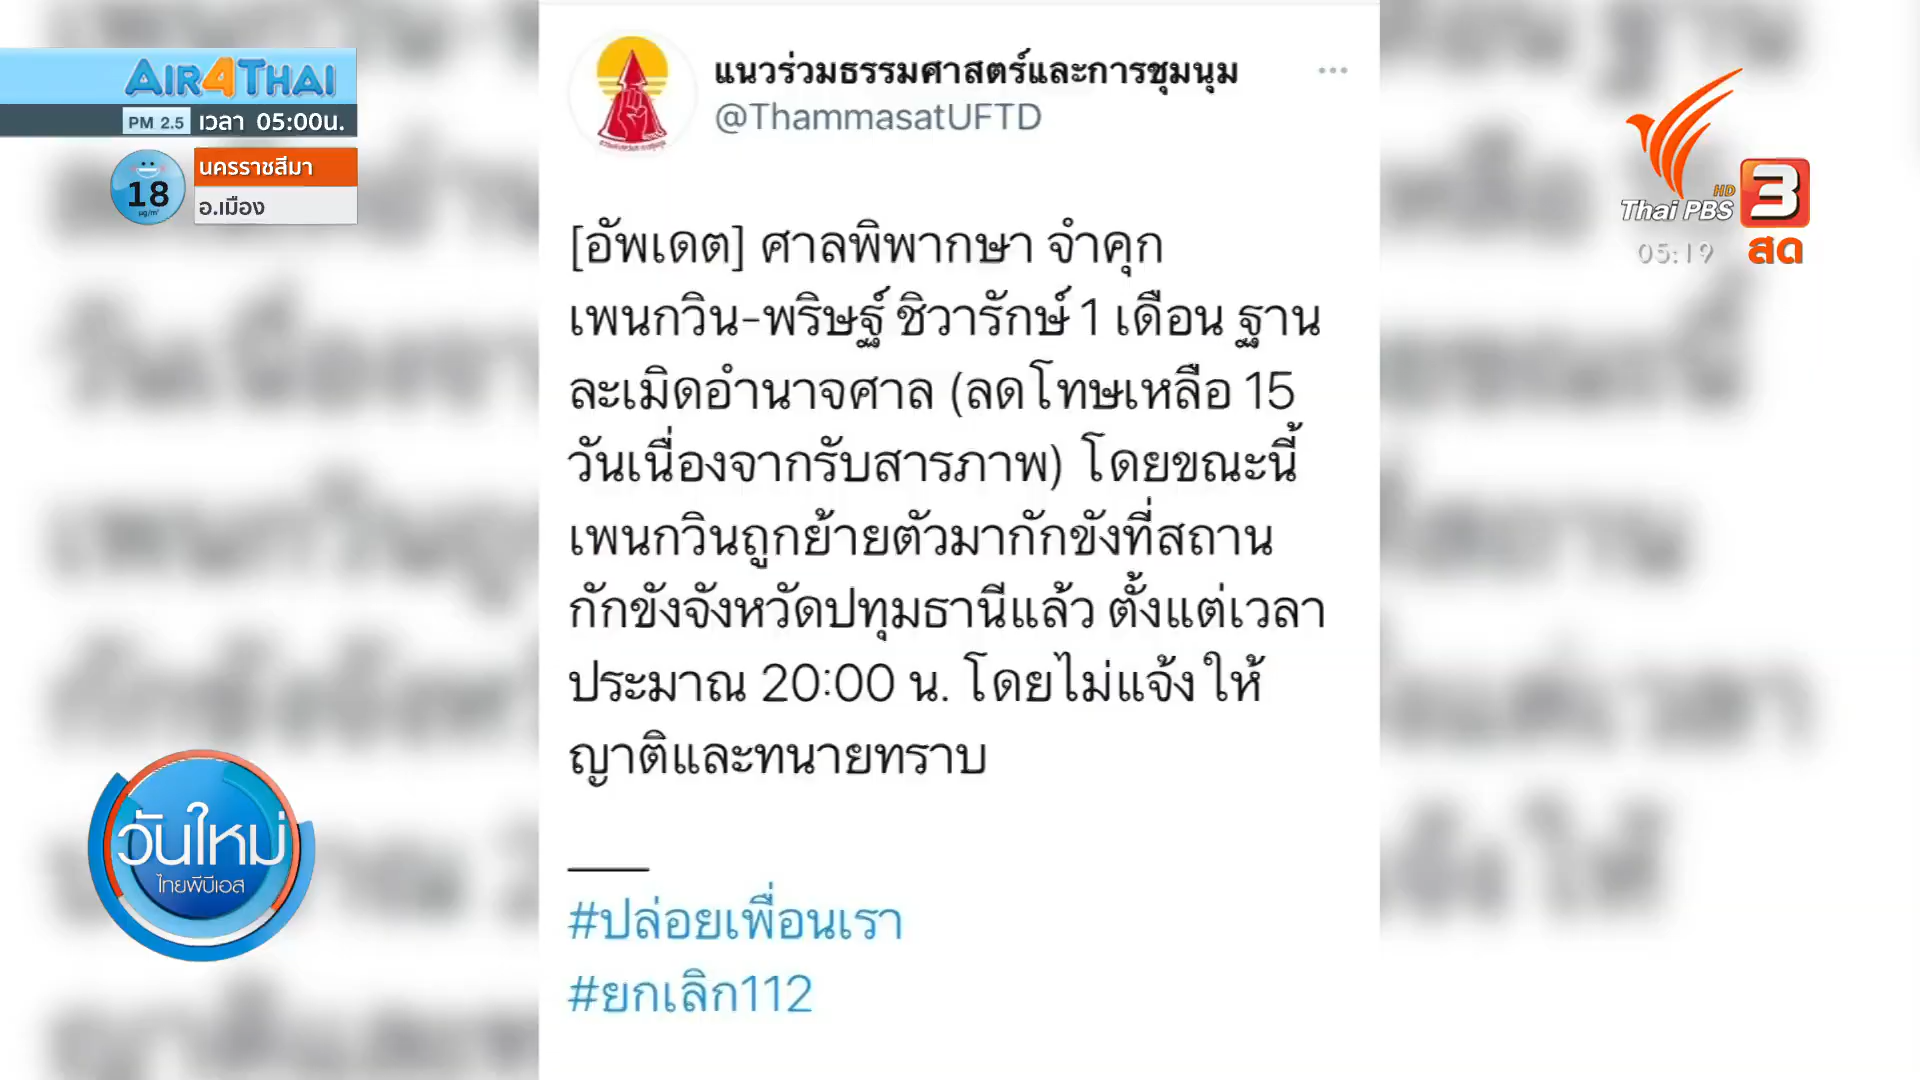 AIR4THAI
PM 2.5 เวลา 05:00น.
18
µg/m³
นครราชสีมา
อ.เมือง
แนวร่วมธรรมศาสตร์และการชุมนุม
@ThammasatUFTD
[อัพเดต] ศาลพิพากษา จำคุก
เพนกวิน-พริษฐ์ ชิวารักษ์ 1 เดือน ฐาน
ละเมิดอำนาจศาล (ลดโทษเหลือ 15
วันเนื่องจากรับสารภาพ) โดยขณะนี้
เพนกวินถูกย้ายตัวมากักขังที่สถาน
กักขังจังหวัดปทุมธานีแล้ว ตั้งแต่เวลา
ประมาณ 20:00 น. โดยไม่แจ้งให้
ญาติและทนายทราบ
#ปล่อยเพื่อนเรา
#ยกเลิก112
Thai PBS HD 3
05:19 สด
วันใหม่
ไทยพีบีเอส